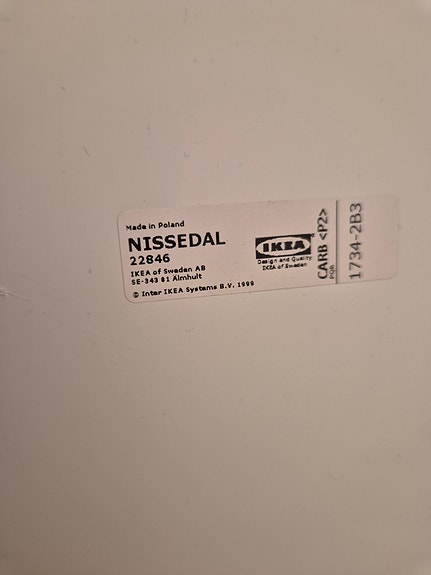 Made in Poland
NISSEDAL
22846
IKEA of Sweden AB
SE-343 81 Älmhult
© Inter IKEA Systems B.V. 1999
IKEA
Design and Quality
IKEA of Sweden
CARB <P2>
PQR
1734-2B3